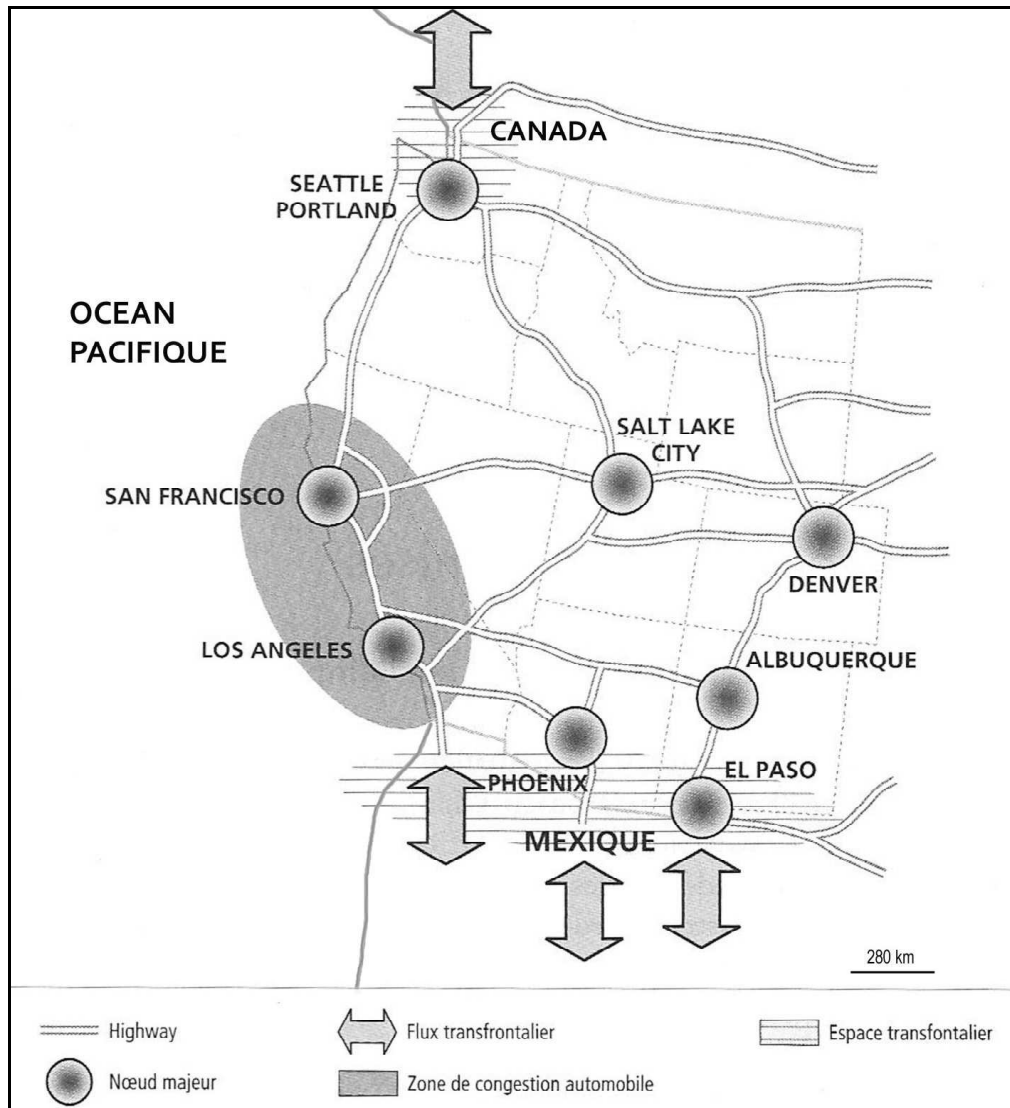 CANADA
SEATTLE
PORTLAND
OCEAN
PACIFIQUE
SALT LAKE
CITY
SAN FRANCISCO
DENVER
LOS ANGELES
ALBUQUERQUE
PHOENIX
EL PASO
MEXIQUE
280 km
Highway
Flux transfrontalier
Espace transfontalier
Nœud majeur
Zone de congestion automobile